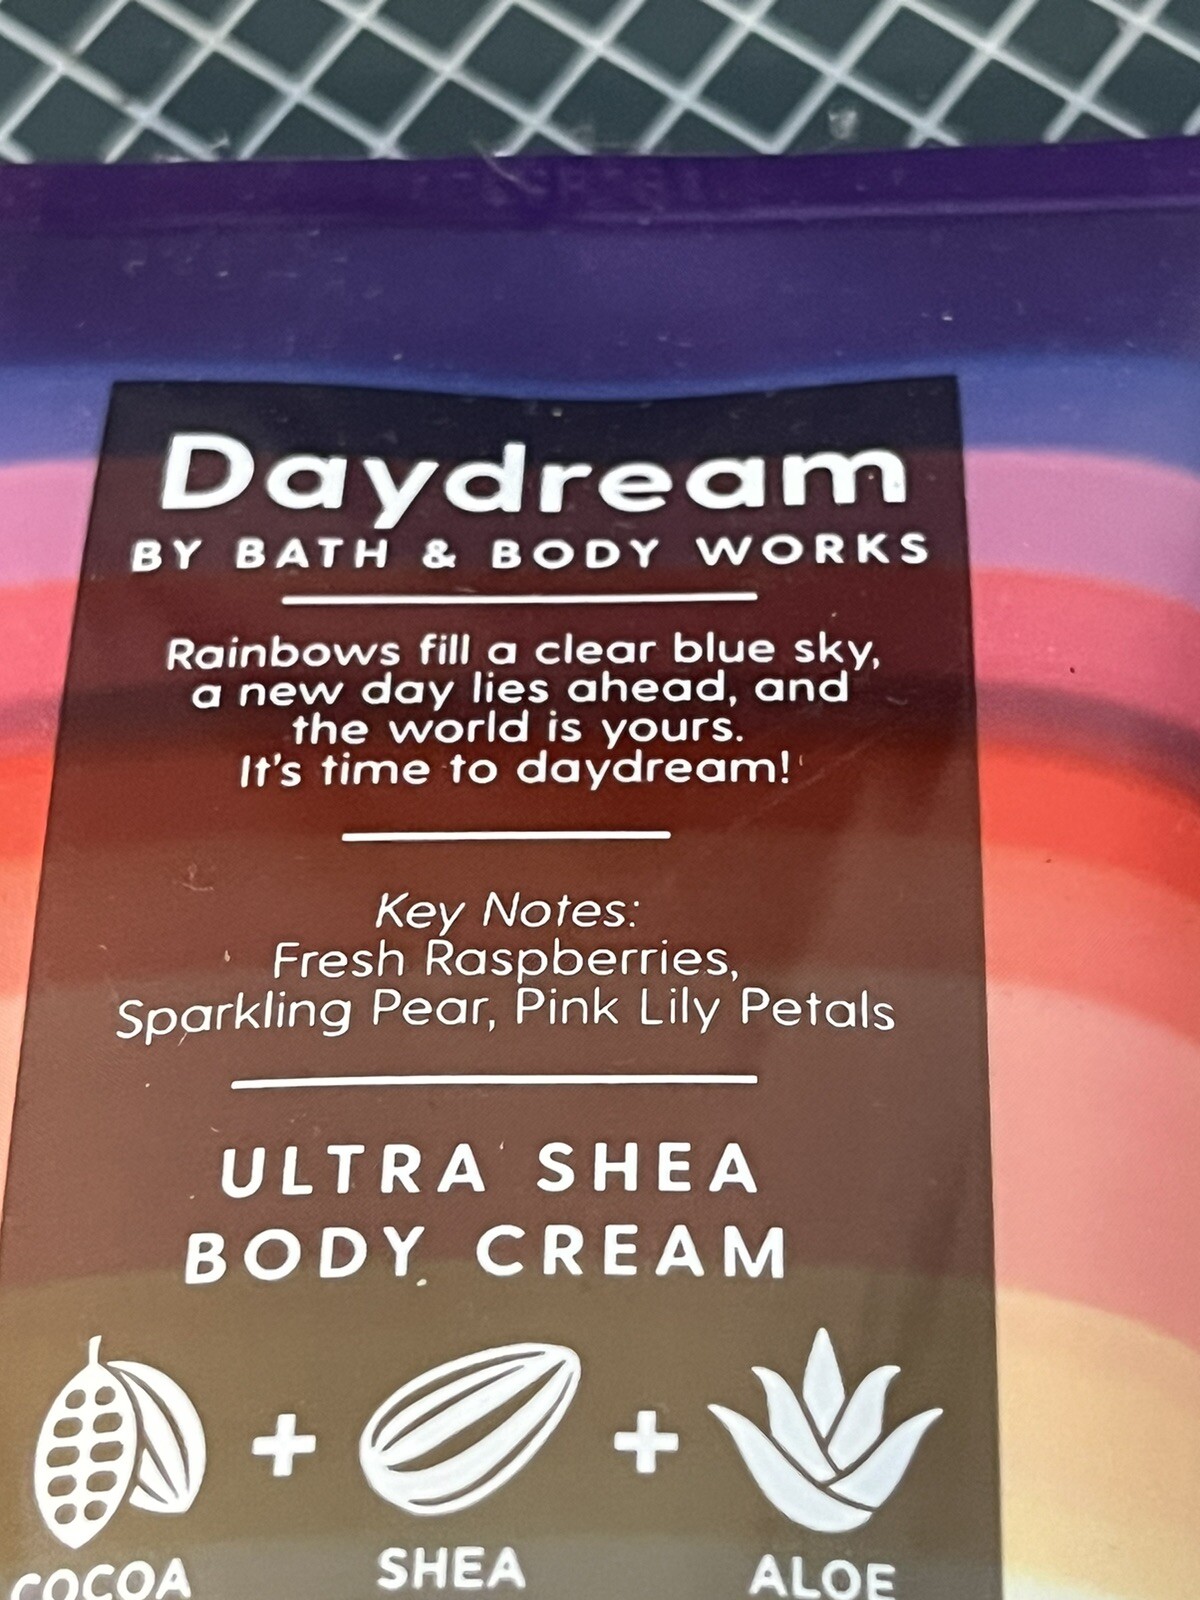 Daydream
BY BATH & BODY WORKS
Rainbows fill a clear blue sky,
a new day lies ahead, and
the world is yours.
It's time to daydream!
Key Notes:
Fresh Raspberries,
Sparkling Pear, Pink Lily Petals
ULTRA SHEA
BODY CREAM
+ +
COCOA SHEA ALOE